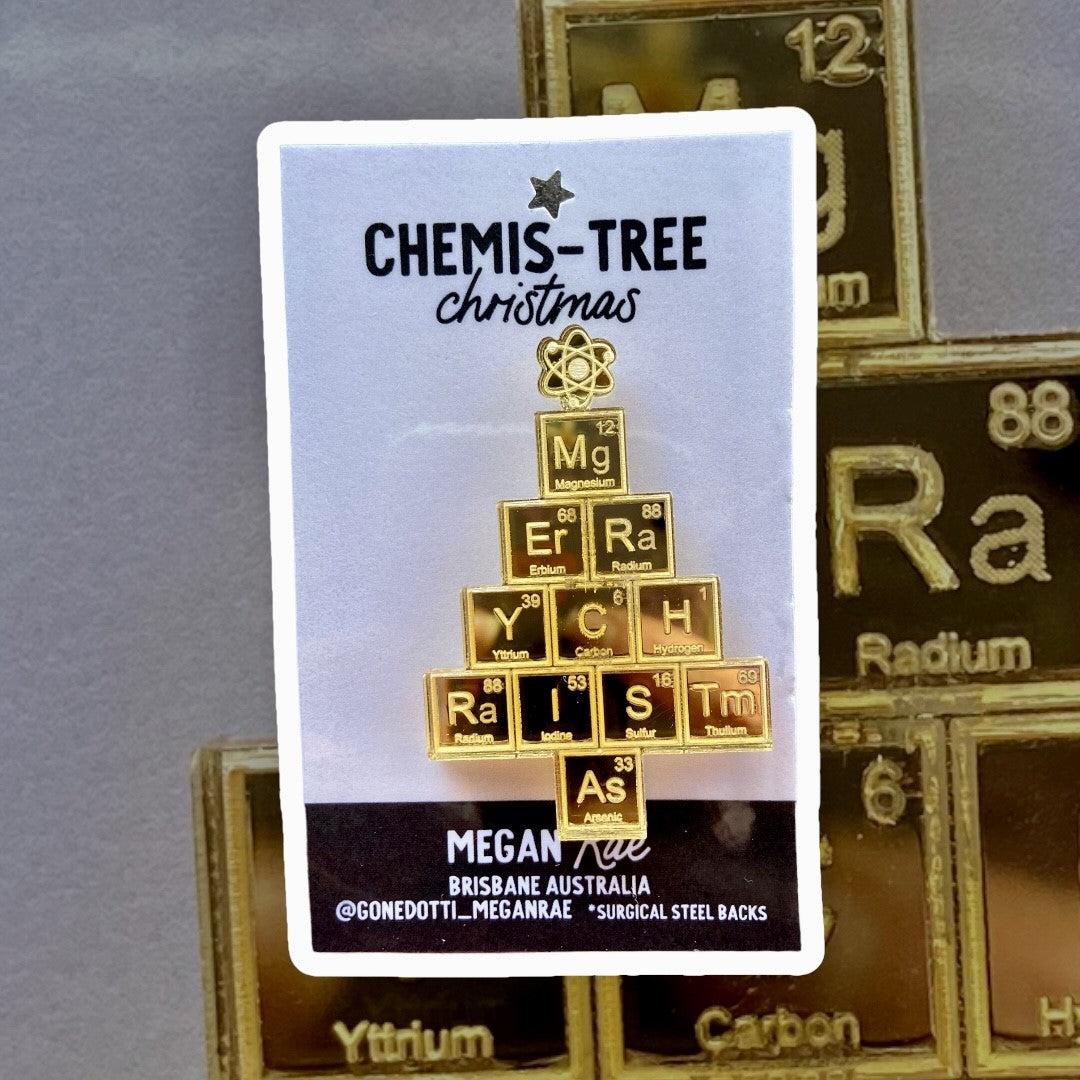 CHEMIS-TREE
christmas
12
Mg
Magnesium
68 88
Er Ra
Erbium Radium
39 6 1
Y C H
Yttrium Carbon Hydrogen
88 53 16 69
Ra I S Tm
Radium Iodine Sulfur Thulium
33
As
Arsenic
MEGAN Rae
BRISBANE AUSTRALIA
@GONEDOTTI_MEGANRAE *SURGICAL STEEL BACKS
12
88
Ra
Radium
6
Yttrium Carbon